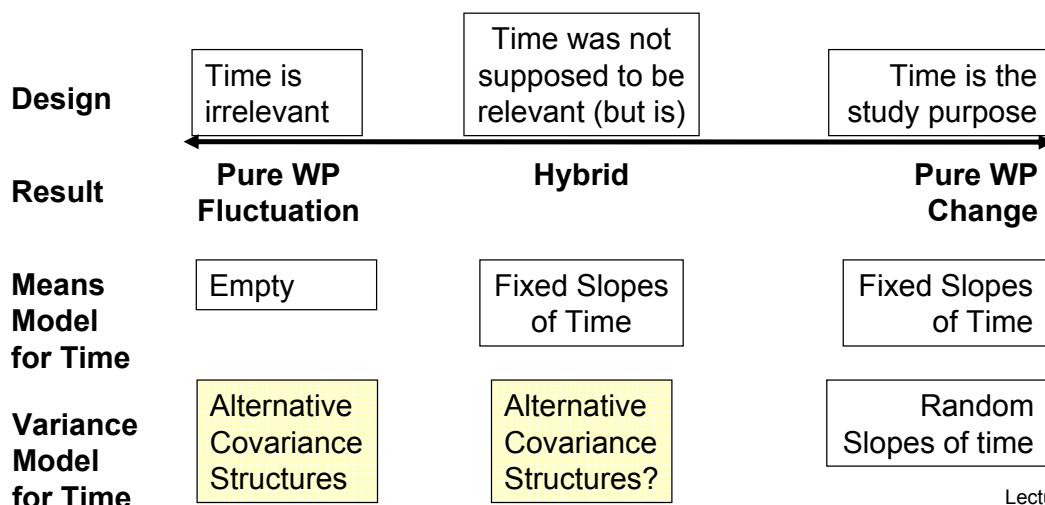 Design
Time is
irrelevant
Time was not
supposed to be
relevant (but is)
Time is the
study purpose
Result
Pure WP
Fluctuation
Hybrid
Pure WP
Change
Means
Model
for Time
Empty
Fixed Slopes
of Time
Fixed Slopes
of Time
Variance
Model
for Time
Alternative
Covariance
Structures
Alternative
Covariance
Structures?
Random
Slopes of time
Lectu